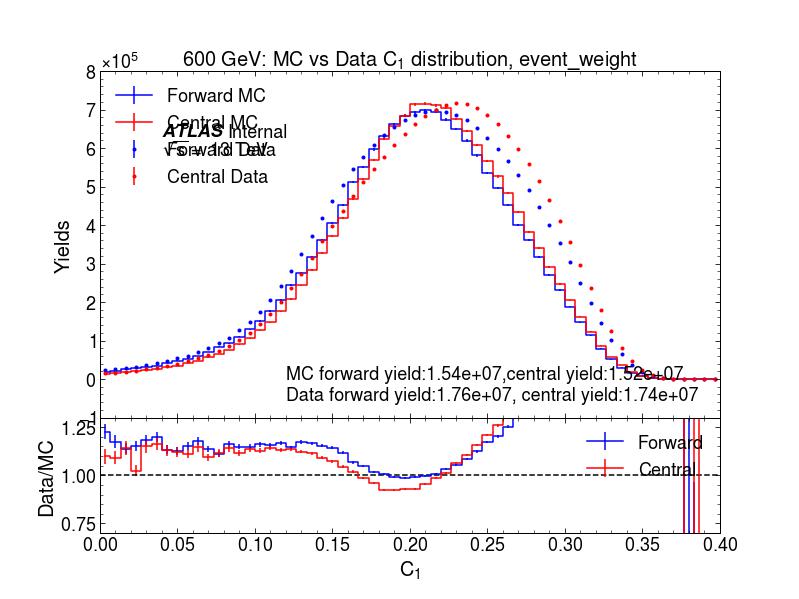 600 GeV: MC vs Data C₁ distribution, event_weight
×10⁵
8
7
6
5
4
3
2
1
0
1
Yields
Forward MC
Central MC
ATLAS Internal
Forward Data
√s = 13 TeV
Central Data
MC forward yield:1.54e+07,central yield:1.52e+07
Data forward yield:1.76e+07, central yield:1.74e+07
1.25
1.00
0.75
Data/MC
Forward
Central
0.00 0.05 0.10 0.15 0.20 0.25 0.30 0.35 0.40
C₁